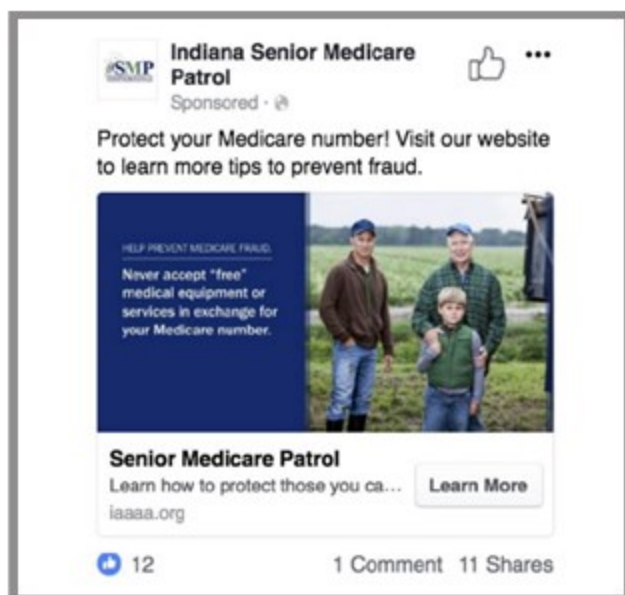 SMP
Indiana Senior Medicare
Patrol
Sponsored ·
Protect your Medicare number! Visit our website
to learn more tips to prevent fraud.
HELP PREVENT MEDICARE FRAUD.
Never accept "free"
medical equipment or
services in exchange for
your Medicare number.
Senior Medicare Patrol
Learn how to protect those you ca...
Learn More
iaaaa.org
12
1 Comment 11 Shares